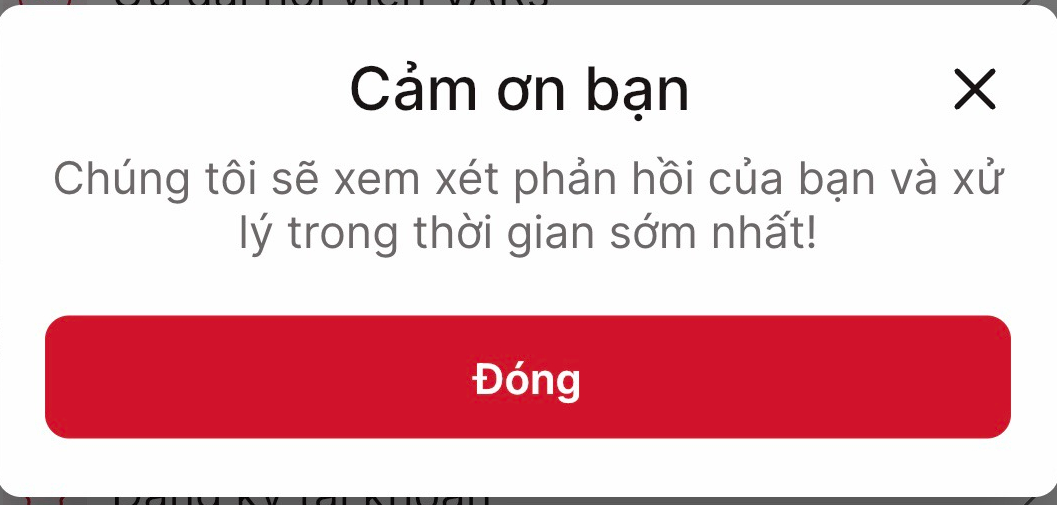 Cảm ơn bạn
Chúng tôi sẽ xem xét phản hồi của bạn và xử
lý trong thời gian sớm nhất!
Đóng